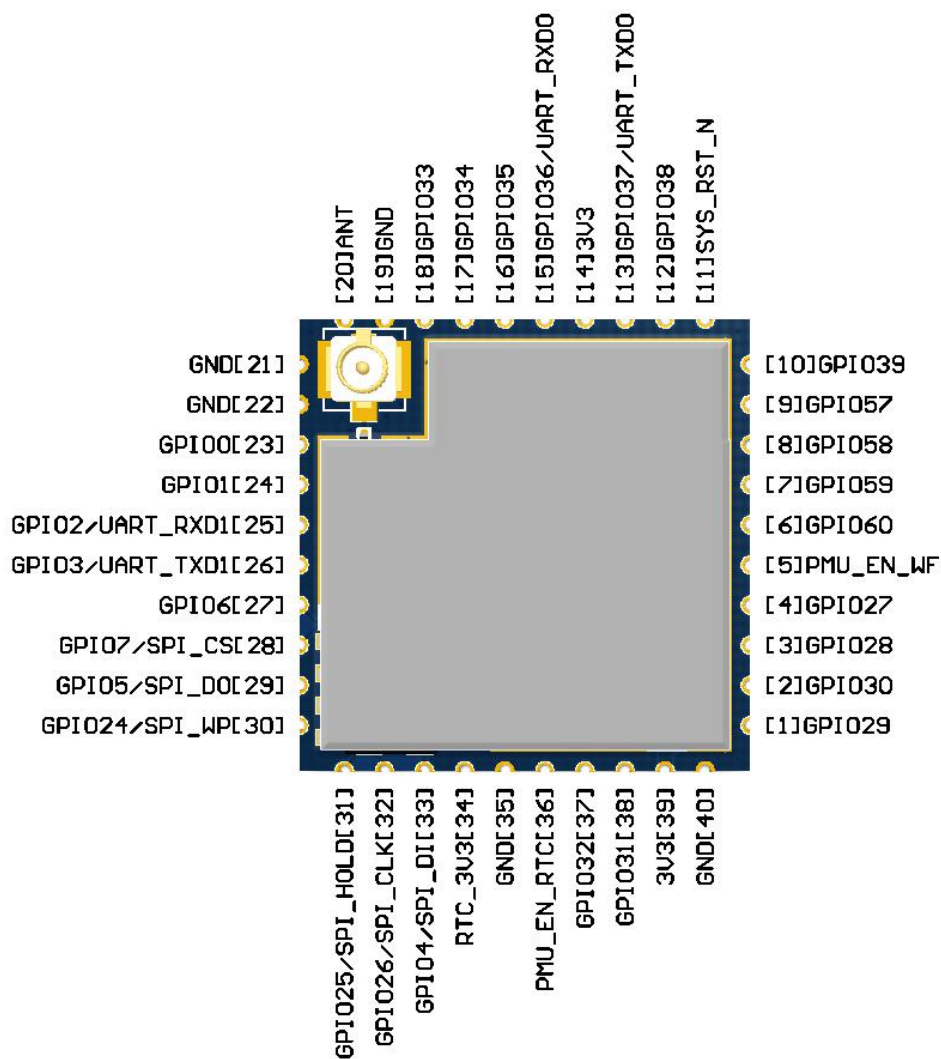 [20]ANT
[19]GND
[18]GPIO33
[17]GPIO34
[16]GPIO35
[15]GPIO36/UART_RXD0
[14]3V3
[13]GPIO37/UART_TXD0
[12]GPIO38
[11]SYS_RST_N
GND[21]
GND[22]
GPIO0[23]
GPIO1[24]
GPIO2/UART_RXD1[25]
GPIO3/UART_TXD1[26]
GPIO6[27]
GPIO7/SPI_CS[28]
GPIO5/SPI_DO[29]
GPIO24/SPI_WP[30]
[10]GPIO39
[9]GPIO57
[8]GPIO58
[7]GPIO59
[6]GPIO60
[5]PMU_EN_WF
[4]GPIO27
[3]GPIO28
[2]GPIO30
[1]GPIO29
GPIO25/SPI_HOLD[31]
GPIO26/SPI_CLK[32]
GPIO4/SPI_DI[33]
RTC_3V3[34]
GND[35]
PMU_EN_RTC[36]
GPIO32[37]
GPIO31[38]
3V3[39]
GND[40]